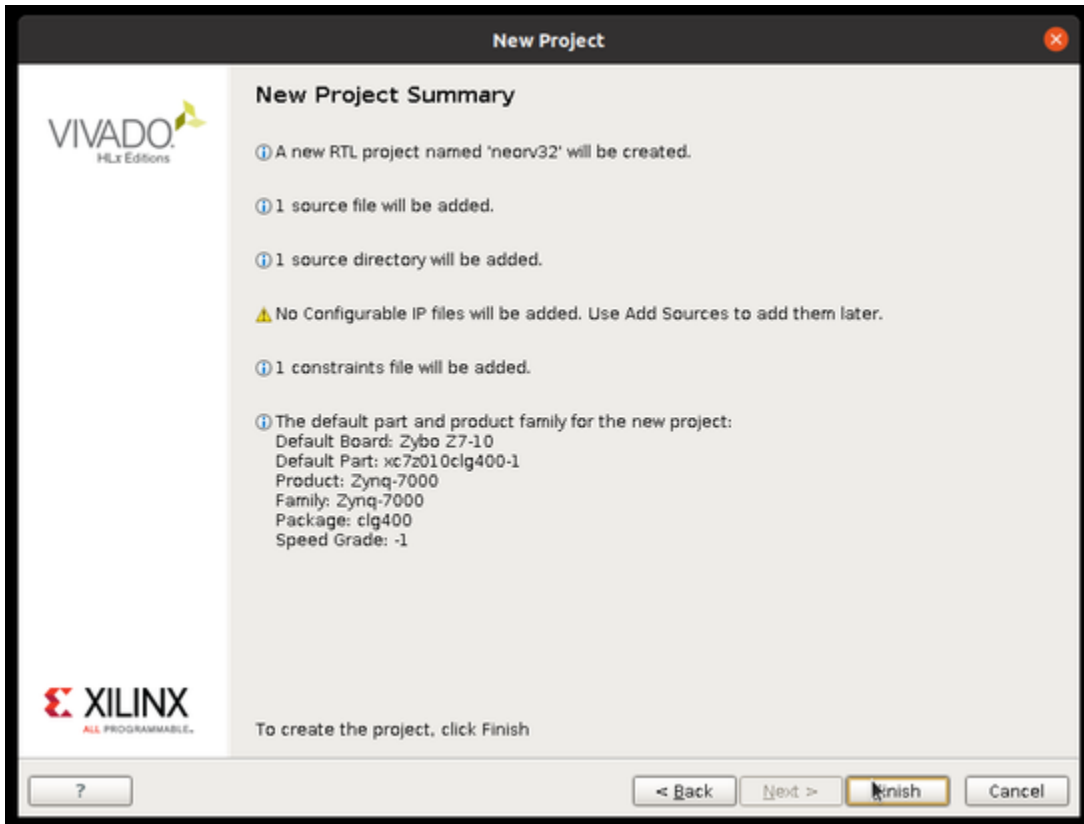 New Project
VIVADO.
HLx Editions
New Project Summary
A new RTL project named 'neorv32' will be created.
1 source file will be added.
1 source directory will be added.
No Configurable IP files will be added. Use Add Sources to add them later.
1 constraints file will be added.
The default part and product family for the new project:
Default Board: Zybo Z7-10
Default Part: xc7z010clg400-1
Product: Zynq-7000
Family: Zynq-7000
Package: clg400
Speed Grade: -1
XILINX
ALL PROGRAMMABLE.
To create the project, click Finish
? < Back Next > Finish Cancel